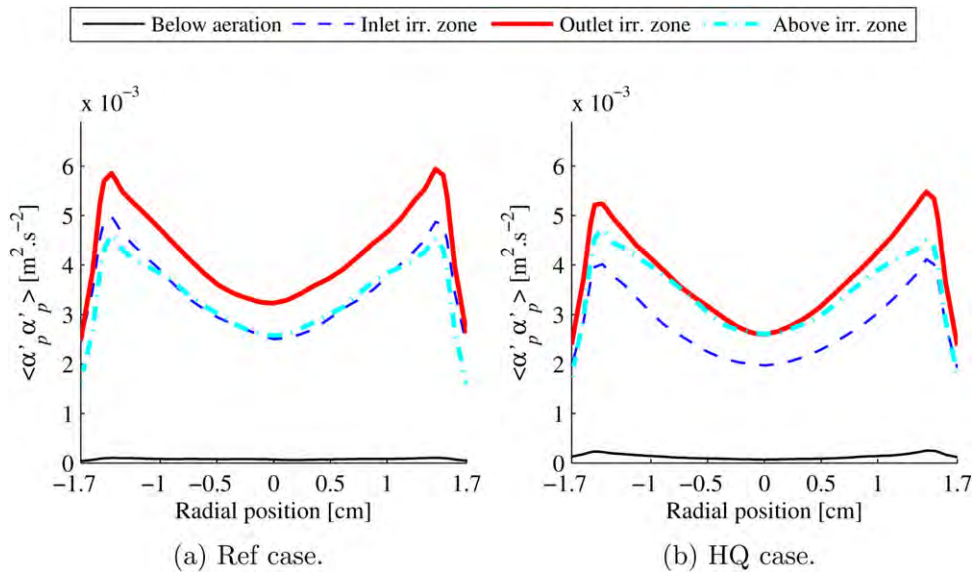 Below aeration Inlet irr. zone Outlet irr. zone Above irr. zone
x 10⁻³
6
5
4
3
2
1
0
<α'ₚα'ₚ> [m².s⁻²]
−1.7 −1 −0.5 0 0.5 1 1.7
Radial position [cm]
(a) Ref case.
x 10⁻³
6
5
4
3
2
1
0
<α'ₚα'ₚ> [m².s⁻²]
−1.7 −1 −0.5 0 0.5 1 1.7
Radial position [cm]
(b) HQ case.